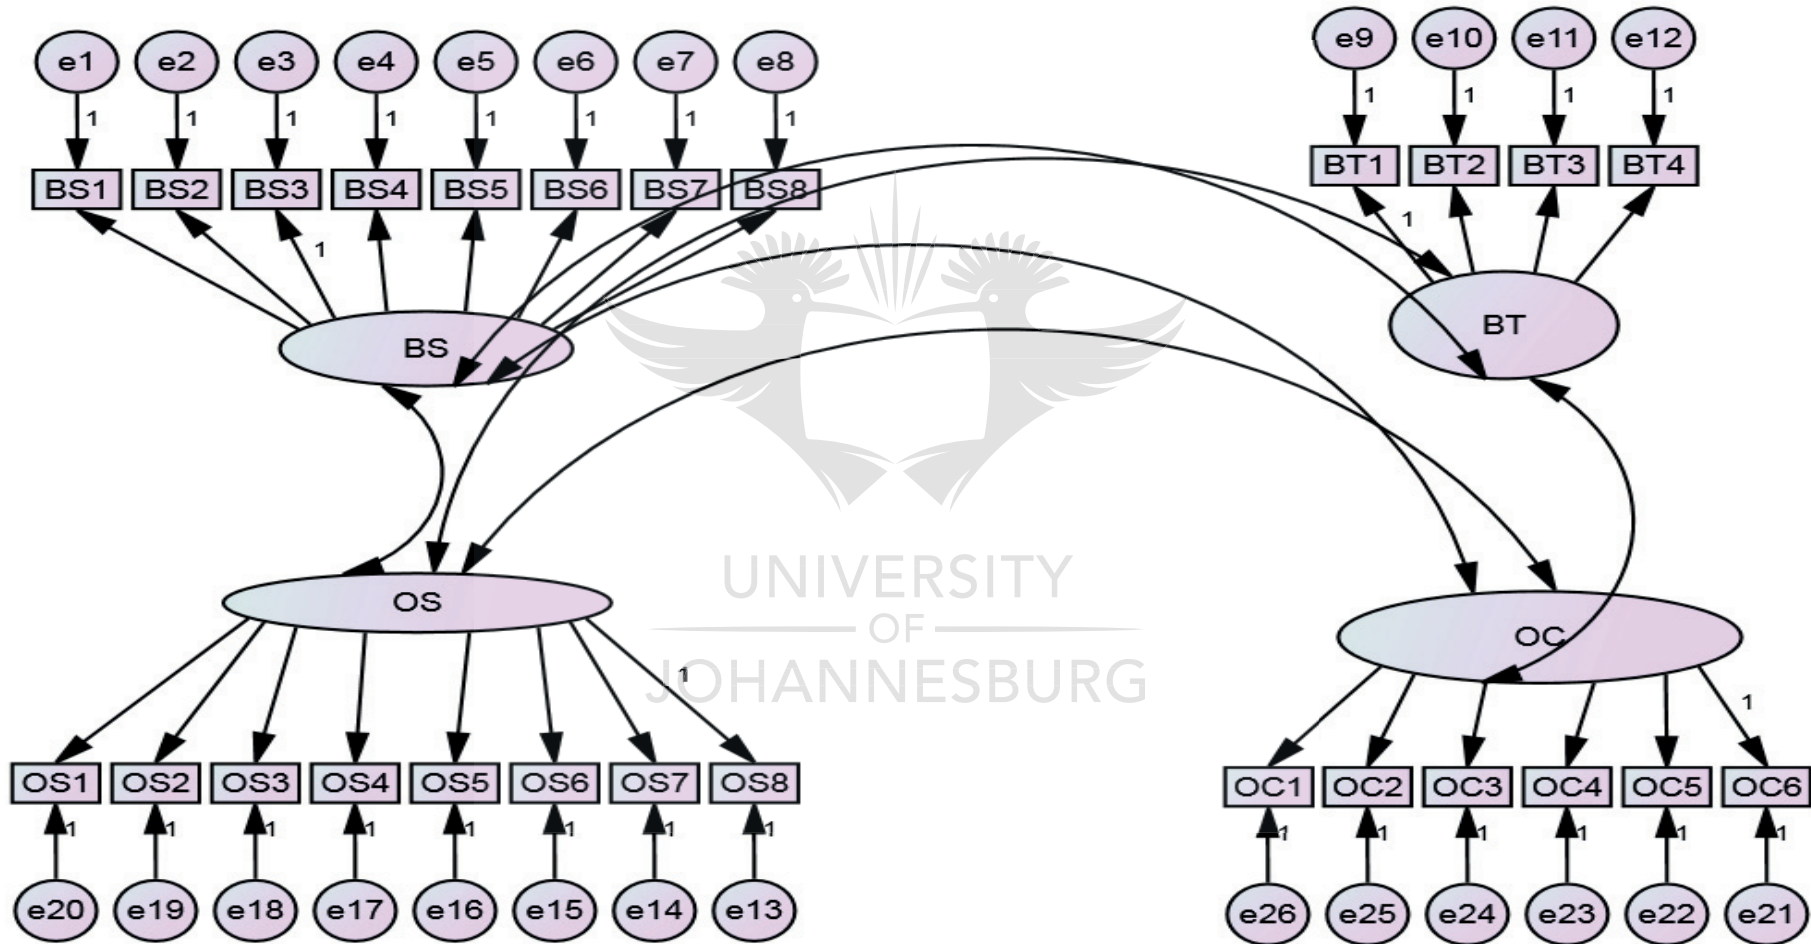 e1 e2 e3 e4 e5 e6 e7 e8
1 1 1 1 1 1 1 1
BS1 BS2 BS3 BS4 BS5 BS6 BS7 BS8
1
BS
e9 e10 e11 e12
1 1 1 1
BT1 BT2 BT3 BT4
1
BT
UNIVERSITY
OF
JOHANNESBURG
OS
1
OS1 OS2 OS3 OS4 OS5 OS6 OS7 OS8
1 1 1 1 1 1 1 1
e20 e19 e18 e17 e16 e15 e14 e13
OC
1
OC1 OC2 OC3 OC4 OC5 OC6
1 1 1 1 1 1
e26 e25 e24 e23 e22 e21